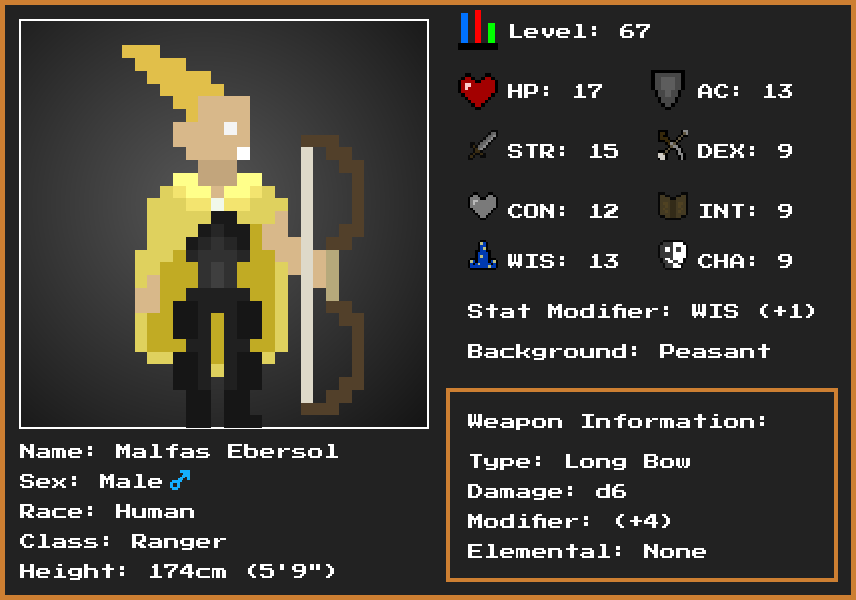 Level: 67
HP: 17 AC: 13
STR: 15 DEX: 9
CON: 12 INT: 9
WIS: 13 CHA: 9
Stat Modifier: WIS (+1)
Background: Peasant
Weapon Information:
Type: Long Bow
Damage: d6
Modifier: (+4)
Elemental: None
Name: Malfas Ebersol
Sex: Male ♂
Race: Human
Class: Ranger
Height: 174cm (5'9")